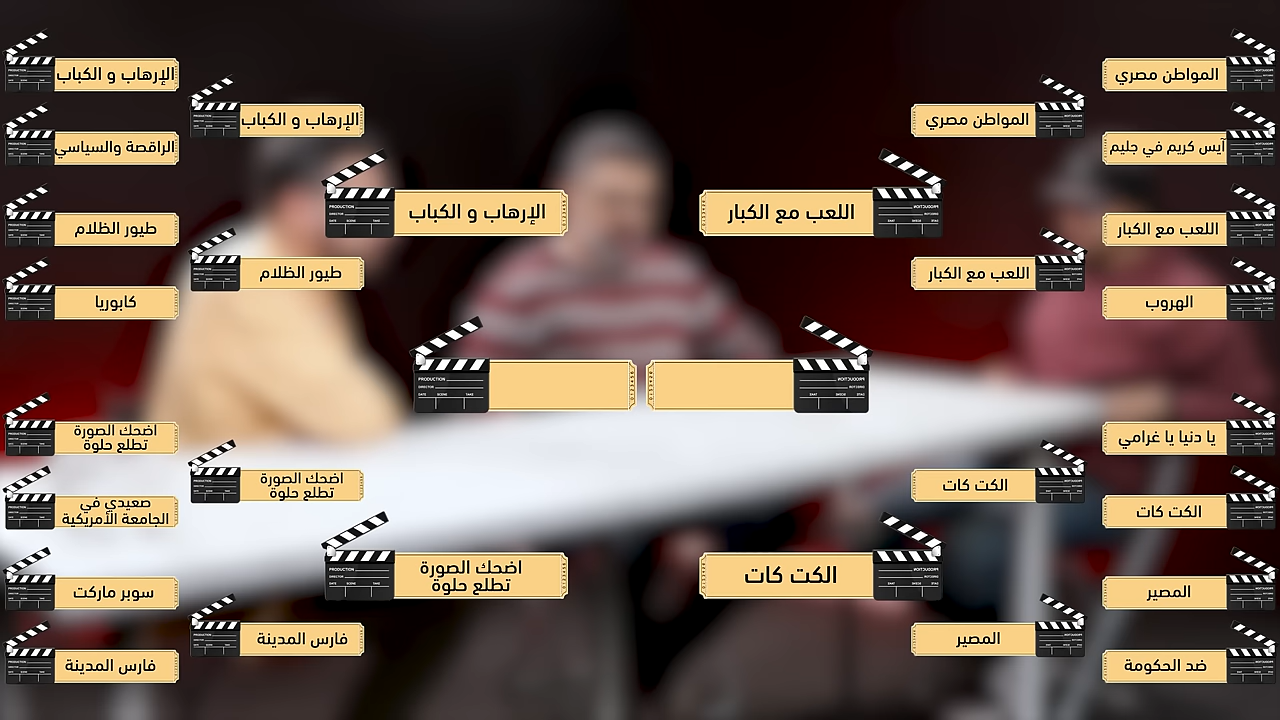 المواطن مصري
آيس كريم في جليم
اللعب مع الكبار
الهروب
يا دنيا يا غرامي
الكت كات
المصير
ضد الحكومة
المواطن مصري
اللعب مع الكبار
الكت كات
المصير
اللعب مع الكبار
الكت كات
الإرهاب و الكباب
اضحك الصورة
تطلع حلوة
الإرهاب و الكباب
طيور الظلام
اضحك الصورة
تطلع حلوة
فارس المدينة
الإرهاب و الكباب
الراقصة والسياسي
طيور الظلام
كابوريا
اضحك الصورة
تطلع حلوة
صعيدي في
الجامعة الأمريكية
سوبر ماركت
فارس المدينة